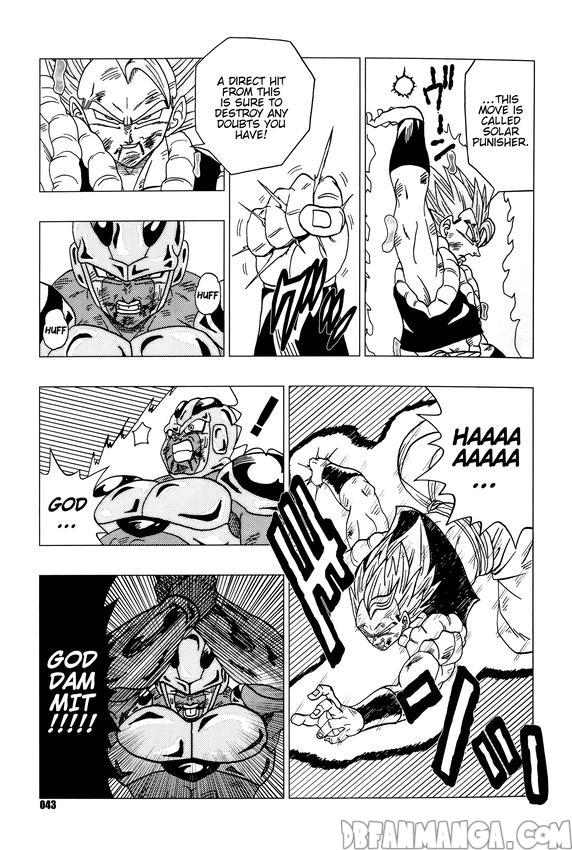 ...THIS
MOVE IS
CALLED
SOLAR
PUNISHER.
A DIRECT HIT
FROM THIS
IS SURE TO
DESTROY ANY
DOUBTS YOU
HAVE!
HUFF
HUFF
HAAAA
AAAAA
...
!
GOD
...
GOD
DAM
MIT
!!!!!
043
DBFANMANGA.COM